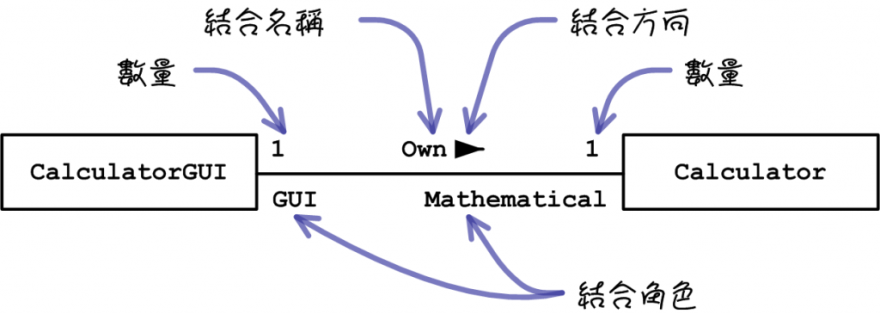 結合名稱 結合方向
數量 數量
1 Own 1
CalculatorGUI Calculator
GUI Mathematical
結合角色